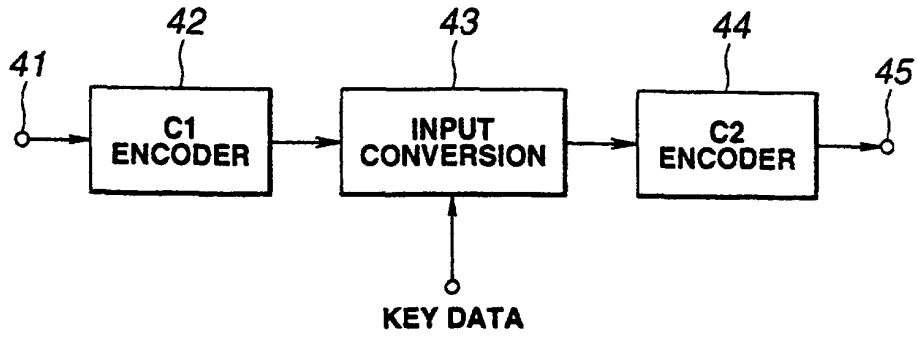 41
42
43
44
45
C1
ENCODER
INPUT
CONVERSION
C2
ENCODER
KEY DATA